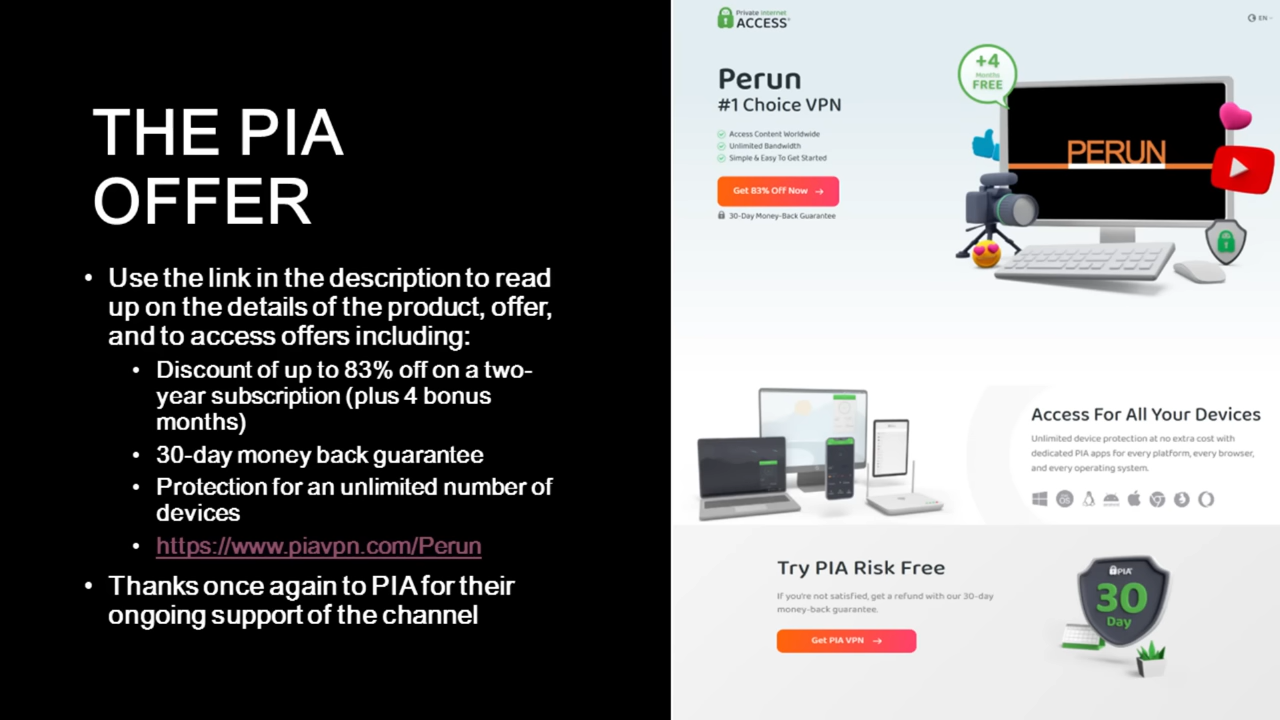 THE PIA
OFFER
• Use the link in the description to read
up on the details of the product, offer,
and to access offers including:
• Discount of up to 83% off on a two-
year subscription (plus 4 bonus
months)
• 30-day money back guarantee
• Protection for an unlimited number of
devices
• https://www.piavpn.com/Perun
• Thanks once again to PIA for their
ongoing support of the channel
Private Internet
ACCESS
EN
Perun
#1 Choice VPN
Access Content Worldwide
Unlimited Bandwidth
Simple & Easy To Get Started
Get 83% Off Now →
30-Day Money-Back Guarantee
+4
Months
FREE
PERUN
Access For All Your Devices
Unlimited device protection at no extra cost with
dedicated PIA apps for every platform, every browser,
and every operating system.
Try PIA Risk Free
If you're not satisfied, get a refund with our 30-day
money-back guarantee.
Get PIA VPN →
PIA
30
Day